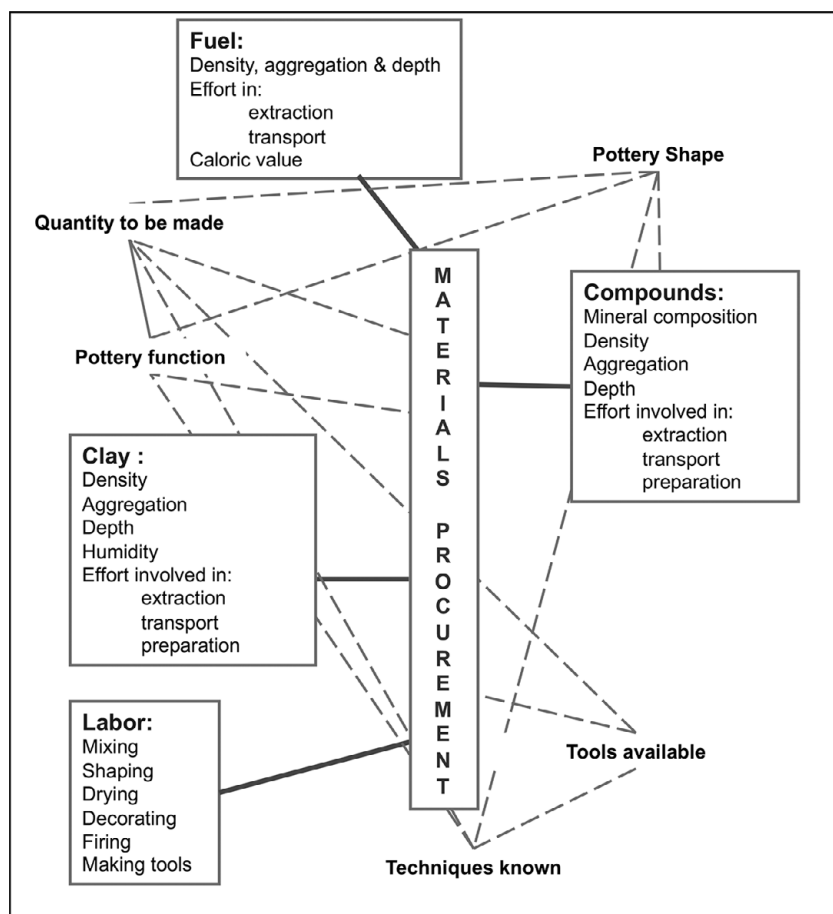 Fuel:
Density, aggregation & depth
Effort in:
extraction
transport
Caloric value
Pottery Shape
Quantity to be made
MATERIALS PROCUREMENT
Compounds:
Mineral composition
Density
Aggregation
Depth
Effort involved in:
extraction
transport
preparation
Pottery function
Clay :
Density
Aggregation
Depth
Humidity
Effort involved in:
extraction
transport
preparation
Labor:
Mixing
Shaping
Drying
Decorating
Firing
Making tools
Tools available
Techniques known